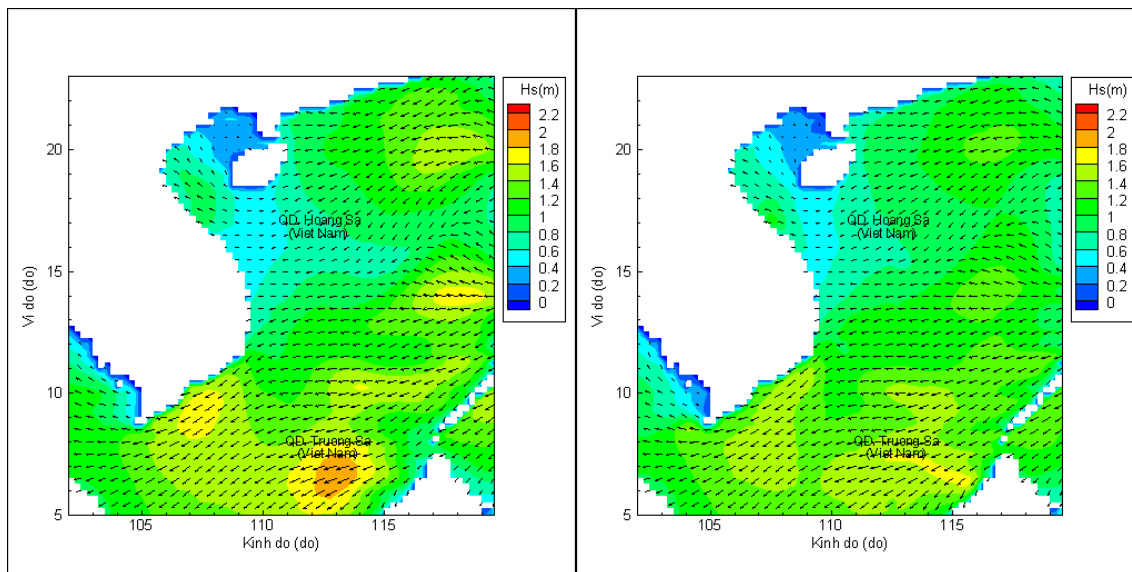 Hs(m)
2.2
2
1.8
1.6
1.4
1.2
1
0.8
0.6
0.4
0.2
0
20
15
10
5
Vi do (do)
QD. Hoang Sa
(Viet Nam)
QD. Truong Sa
(Viet Nam)
105
110
115
Kinh do (do)
Hs(m)
2.2
2
1.8
1.6
1.4
1.2
1
0.8
0.6
0.4
0.2
0
20
15
10
5
Vi do (do)
QD. Hoang Sa
(Viet Nam)
QD. Truong Sa
(Viet Nam)
105
110
115
Kinh do (do)